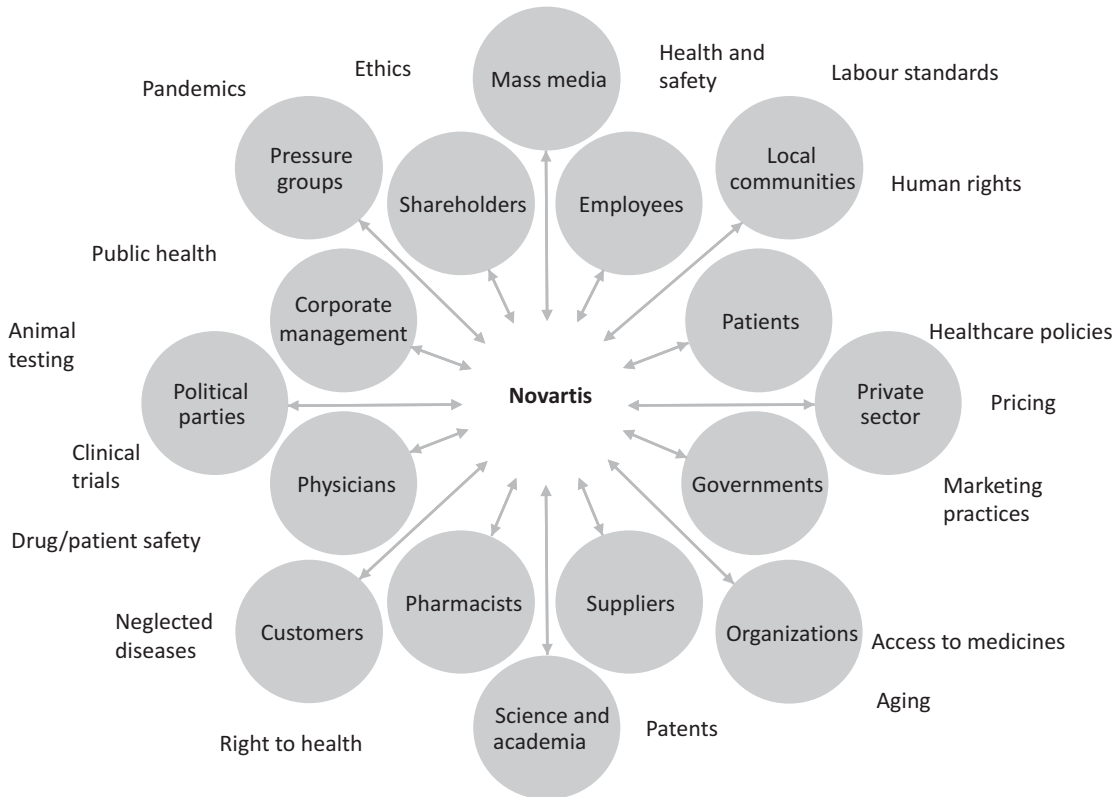 Ethics
Mass media
Health and
safety
Labour standards
Pandemics
Pressure
groups
Shareholders
Employees
Local
communities
Human rights
Public health
Corporate
management
Patients
Animal
testing
Healthcare policies
Political
parties
Novartis
Private
sector
Pricing
Clinical
trials
Physicians
Governments
Marketing
practices
Drug/patient safety
Neglected
diseases
Customers
Pharmacists
Suppliers
Organizations
Access to medicines
Aging
Right to health
Science and
academia
Patents